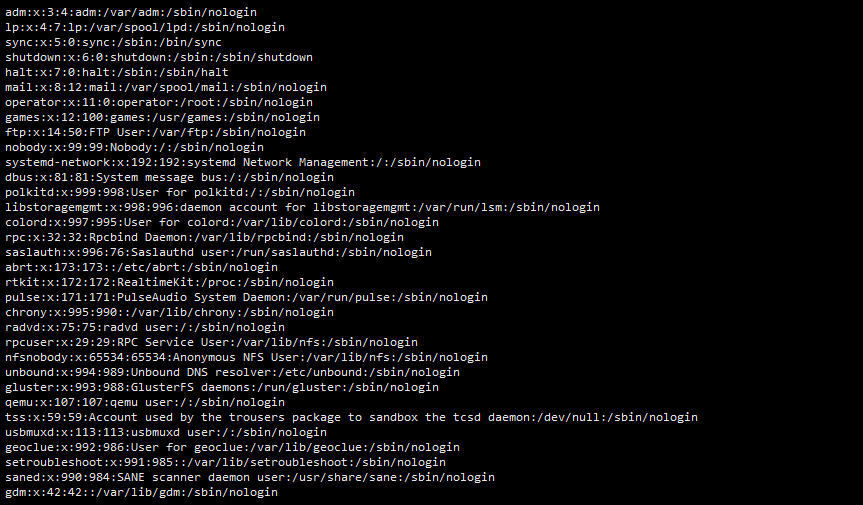 adm:x:3:4:adm:/var/adm:/sbin/nologin
lp:x:4:7:lp:/var/spool/lpd:/sbin/nologin
sync:x:5:0:sync:/sbin:/bin/sync
shutdown:x:6:0:shutdown:/sbin:/sbin/shutdown
halt:x:7:0:halt:/sbin:/sbin/halt
mail:x:8:12:mail:/var/spool/mail:/sbin/nologin
operator:x:11:0:operator:/root:/sbin/nologin
games:x:12:100:games:/usr/games:/sbin/nologin
ftp:x:14:50:FTP User:/var/ftp:/sbin/nologin
nobody:x:99:99:Nobody:/:/sbin/nologin
systemd-network:x:192:192:systemd Network Management:/:/sbin/nologin
dbus:x:81:81:System message bus:/:/sbin/nologin
polkitd:x:999:998:User for polkitd:/:/sbin/nologin
libstoragemgmt:x:998:996:daemon account for libstoragemgmt:/var/run/lsm:/sbin/nologin
colord:x:997:995:User for colord:/var/lib/colord:/sbin/nologin
rpc:x:32:32:Rpcbind Daemon:/var/lib/rpcbind:/sbin/nologin
saslauth:x:996:76:Saslauthd user:/run/saslauthd:/sbin/nologin
abrt:x:173:173::/etc/abrt:/sbin/nologin
rtkit:x:172:172:RealtimeKit:/proc:/sbin/nologin
pulse:x:171:171:PulseAudio System Daemon:/var/run/pulse:/sbin/nologin
chrony:x:995:990::/var/lib/chrony:/sbin/nologin
radvd:x:75:75:radvd user:/:/sbin/nologin
rpcuser:x:29:29:RPC Service User:/var/lib/nfs:/sbin/nologin
nfsnobody:x:65534:65534:Anonymous NFS User:/var/lib/nfs:/sbin/nologin
unbound:x:994:989:Unbound DNS resolver:/etc/unbound:/sbin/nologin
gluster:x:993:988:GlusterFS daemons:/run/gluster:/sbin/nologin
qemu:x:107:107:qemu user:/:/sbin/nologin
tss:x:59:59:Account used by the trousers package to sandbox the tcsd daemon:/dev/null:/sbin/nologin
usbmuxd:x:113:113:usbmuxd user:/:/sbin/nologin
geoclue:x:992:986:User for geoclue:/var/lib/geoclue:/sbin/nologin
setroubleshoot:x:991:985::/var/lib/setroubleshoot:/sbin/nologin
saned:x:990:984:SANE scanner daemon user:/usr/share/sane:/sbin/nologin
gdm:x:42:42::/var/lib/gdm:/sbin/nologin